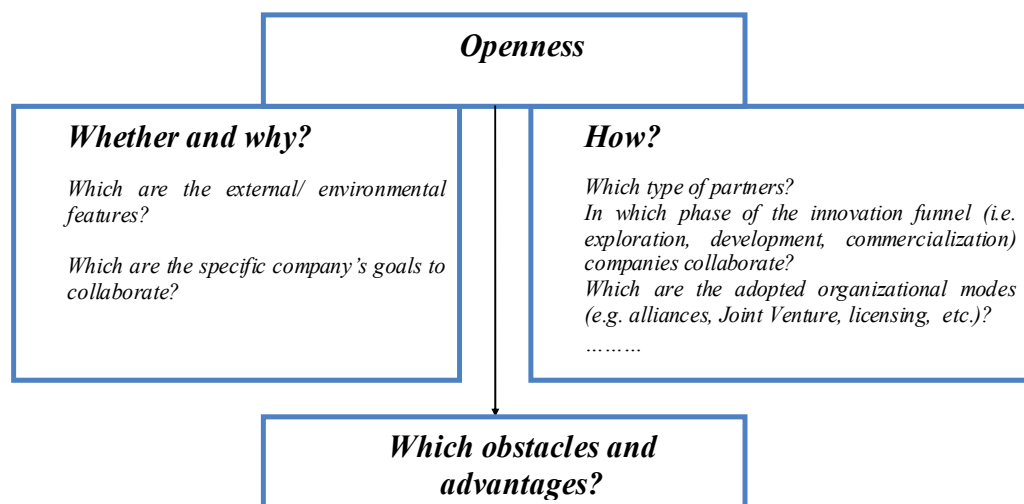 Openness
Whether and why?
Which are the external/ environmental
features?
Which are the specific company’s goals to
collaborate?
How?
Which type of partners?
In which phase of the innovation funnel (i.e.
exploration, development, commercialization)
companies collaborate?
Which are the adopted organizational modes
(e.g. alliances, Joint Venture, licensing, etc.)?
………
Which obstacles and
advantages?